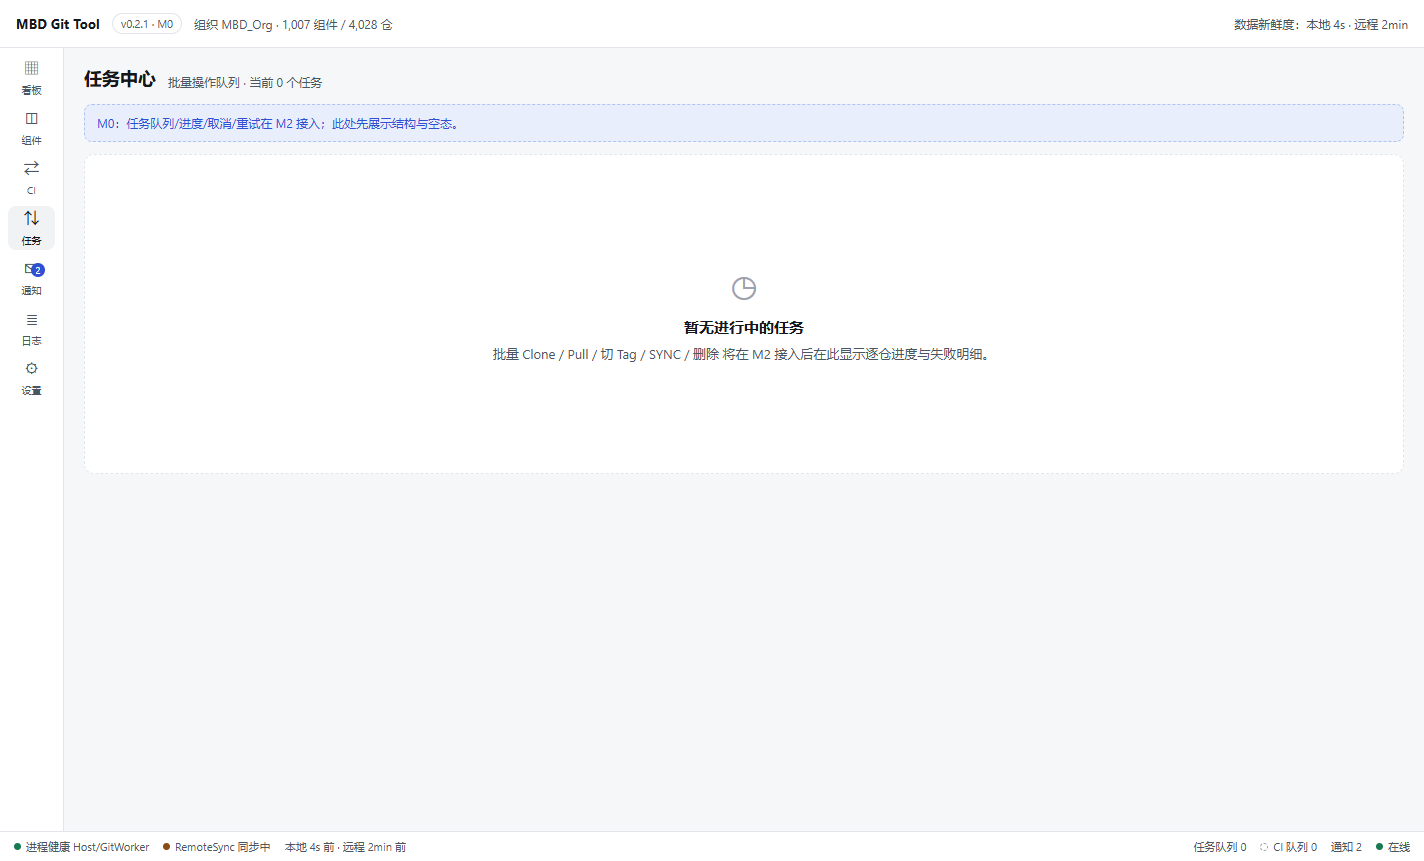 MBD Git Tool v0.2.1 · M0 组织 MBD_Org · 1,007 组件 / 4,028 仓 数据新鲜度：本地 4s · 远程 2min
看板
组件
CI
任务
2
通知
日志
设置
任务中心 批量操作队列 · 当前 0 个任务
M0：任务队列/进度/取消/重试在 M2 接入；此处先展示结构与空态。
暂无进行中的任务
批量 Clone / Pull / 切 Tag / SYNC / 删除 将在 M2 接入后在此显示逐仓进度与失败明细。
进程健康 Host/GitWorker RemoteSync 同步中 本地 4s 前 · 远程 2min 前 任务队列 0 CI 队列 0 通知 2 在线